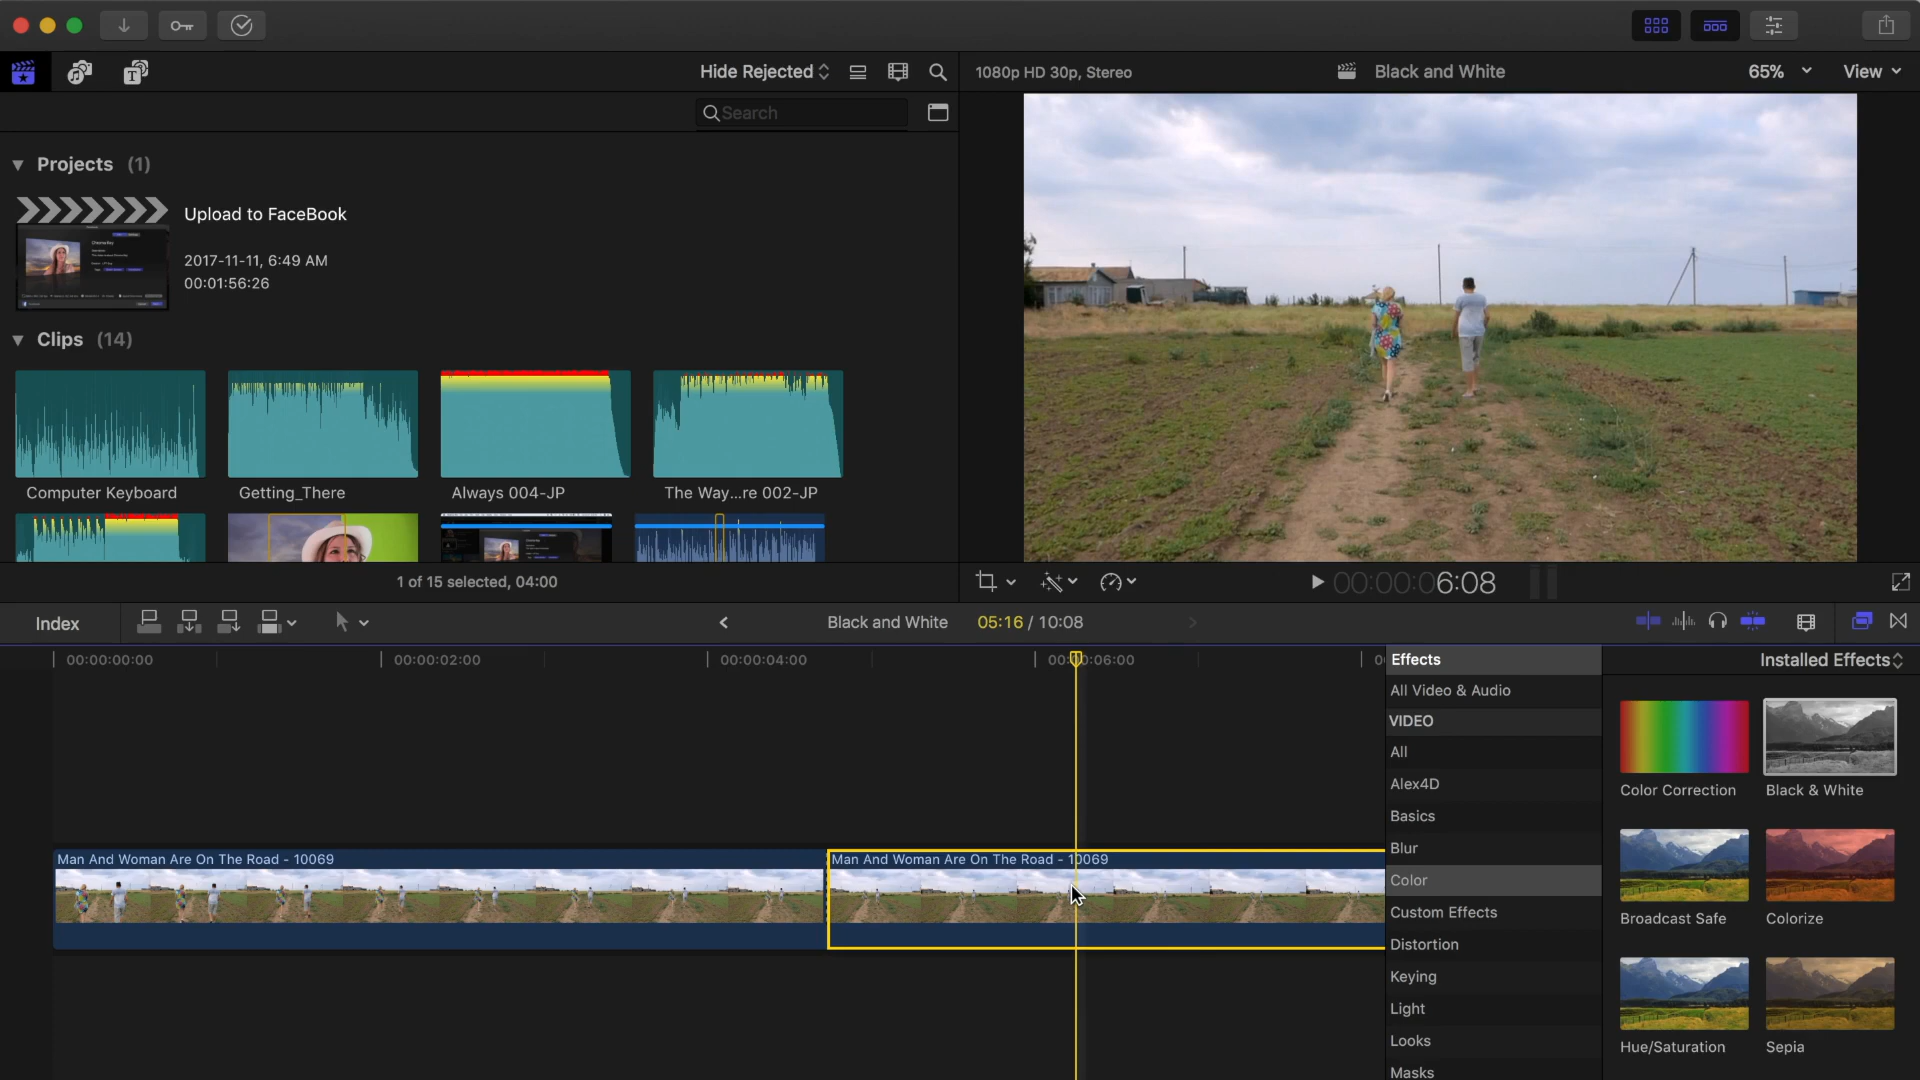 Hide Rejected
1080p HD 30p, Stereo
Black and White
65%
View
Search
Projects (1)
Upload to FaceBook
2017-11-11, 6:49 AM
00:01:56:26
Clips (14)
Computer Keyboard
Getting_There
Always 004-JP
The Way...re 002-JP
1 of 15 selected, 04:00
00:00:06:08
Index
Black and White
05:16 / 10:08
00:00:00:00
00:00:02:00
00:00:04:00
00:00:06:00
Effects
Installed Effects
All Video & Audio
VIDEO
All
Alex4D
Basics
Blur
Color
Custom Effects
Distortion
Keying
Light
Looks
Masks
Color Correction
Black & White
Broadcast Safe
Colorize
Hue/Saturation
Sepia
Man And Woman Are On The Road - 10069
Man And Woman Are On The Road - 10069